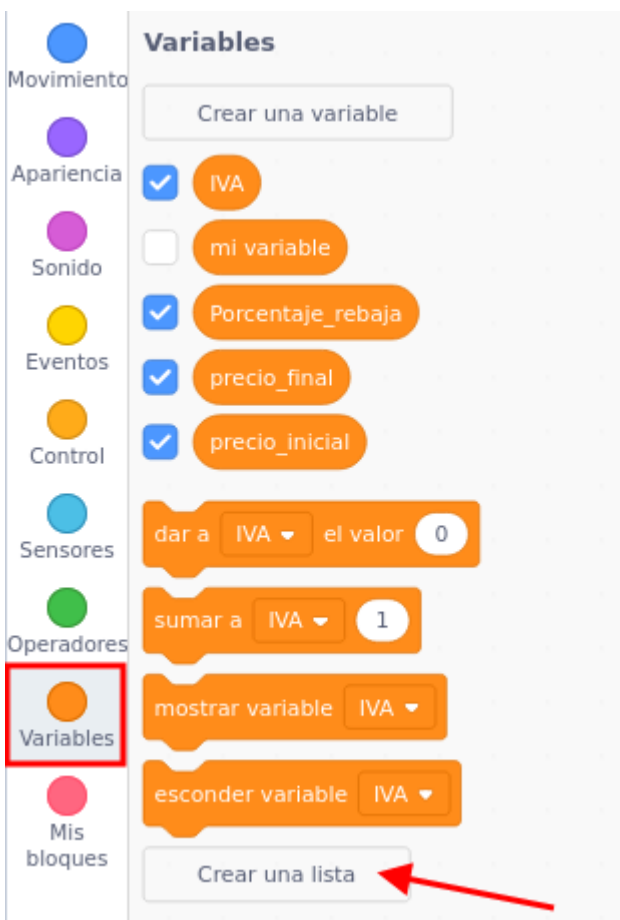 Movimiento
Apariencia
Sonido
Eventos
Control
Sensores
Operadores
Variables
Mis
bloques
Variables
Crear una variable
IVA
mi variable
Porcentaje_rebaja
precio_final
precio_inicial
dar a IVA el valor 0
sumar a IVA 1
mostrar variable IVA
esconder variable IVA
Crear una lista